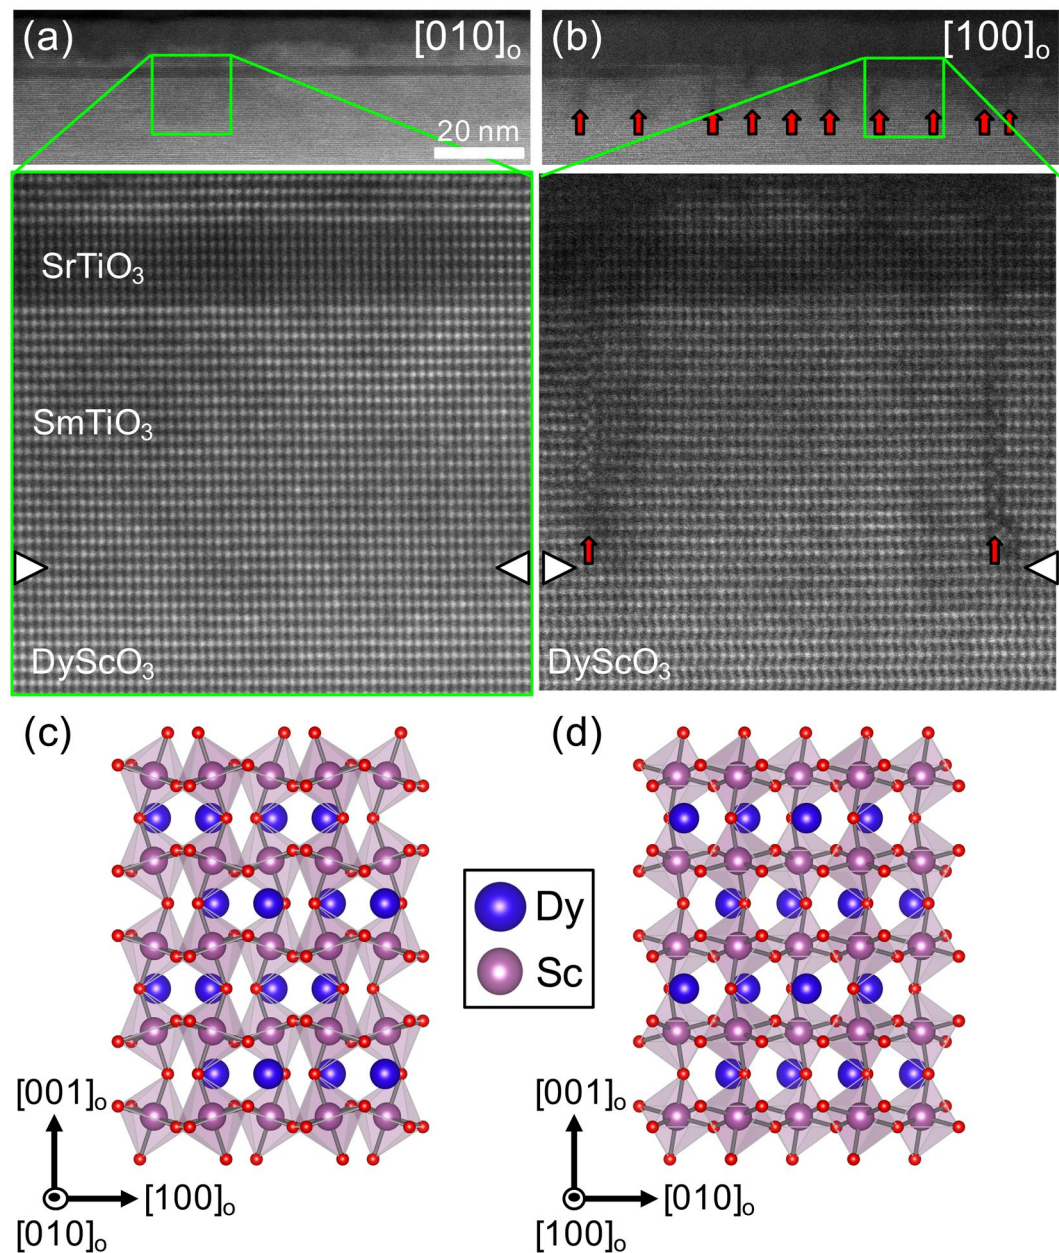 (a) [010]ₒ
20 nm
SrTiO₃
SmTiO₃
DyScO₃
(b) [100]ₒ
DyScO₃
(c)
[001]ₒ
[100]ₒ
[010]ₒ
Dy
Sc
(d)
[001]ₒ
[010]ₒ
[100]ₒ